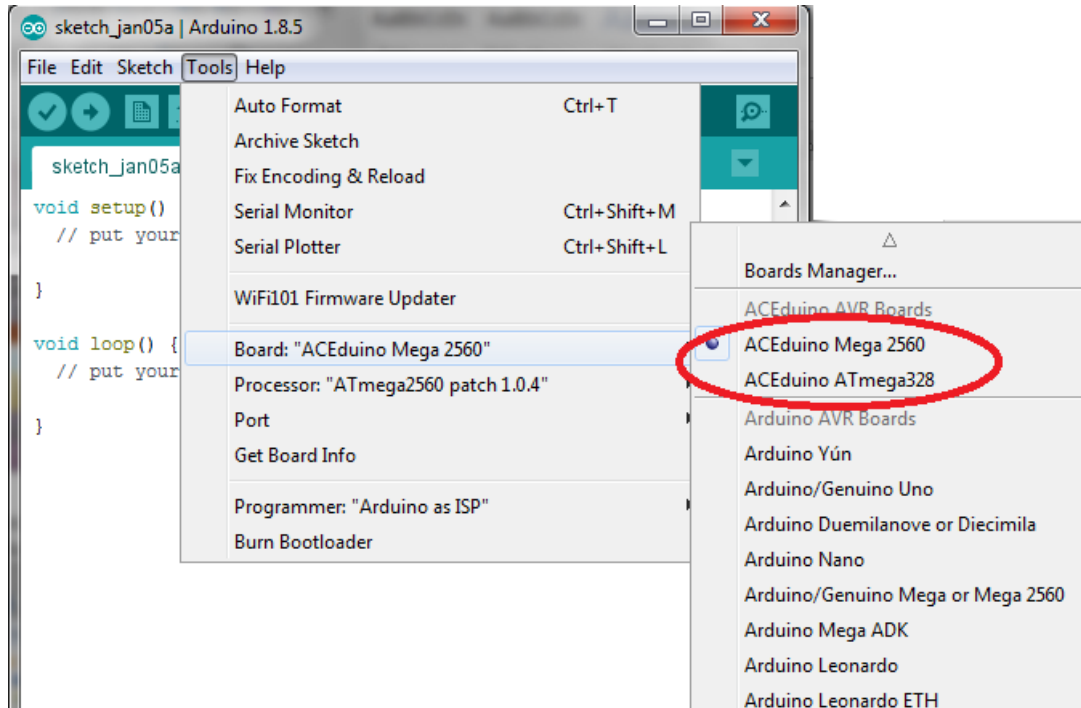 sketch_jan05a | Arduino 1.8.5
File Edit Sketch Tools Help
Auto Format Ctrl+T
Archive Sketch
Fix Encoding & Reload
Serial Monitor Ctrl+Shift+M
Serial Plotter Ctrl+Shift+L
WiFi101 Firmware Updater
Board: "ACEduino Mega 2560"
Processor: "ATmega2560 patch 1.0.4"
Port
Get Board Info
Programmer: "Arduino as ISP"
Burn Bootloader
sketch_jan05a
void setup()
// put your
}
void loop() {
// put your
}
Boards Manager...
ACEduino AVR Boards
ACEduino Mega 2560
ACEduino ATmega328
Arduino AVR Boards
Arduino Yún
Arduino/Genuino Uno
Arduino Duemilanove or Diecimila
Arduino Nano
Arduino/Genuino Mega or Mega 2560
Arduino Mega ADK
Arduino Leonardo
Arduino Leonardo ETH